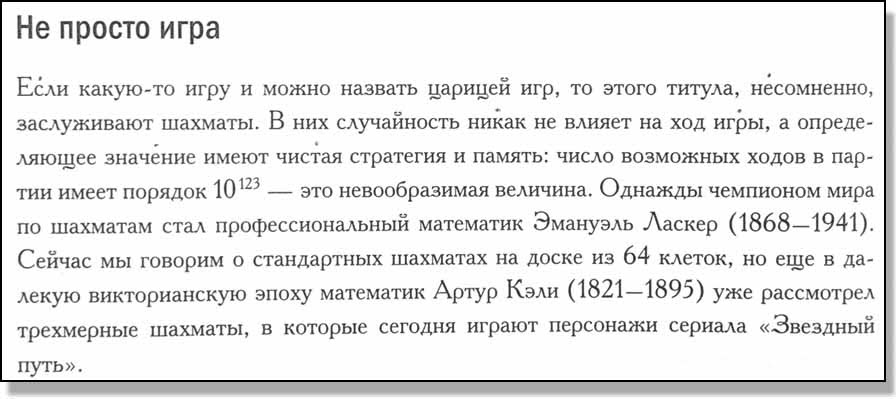 Не просто игра
Если какую-то игру и можно назвать царицей игр, то этого титула, несомненно,
заслуживают шахматы. В них случайность никак не влияет на ход игры, а опреде-
ляющее значение имеют чистая стратегия и память: число возможных ходов в пар-
тии имеет порядок 10¹²³ — это невообразимая величина. Однажды чемпионом мира
по шахматам стал профессиональный математик Эмануэль Ласкер (1868—1941).
Сейчас мы говорим о стандартных шахматах на доске из 64 клеток, но еще в да-
лекую викторианскую эпоху математик Артур Кэли (1821—1895) уже рассмотрел
трехмерные шахматы, в которые сегодня играют персонажи сериала «Звездный
путь».